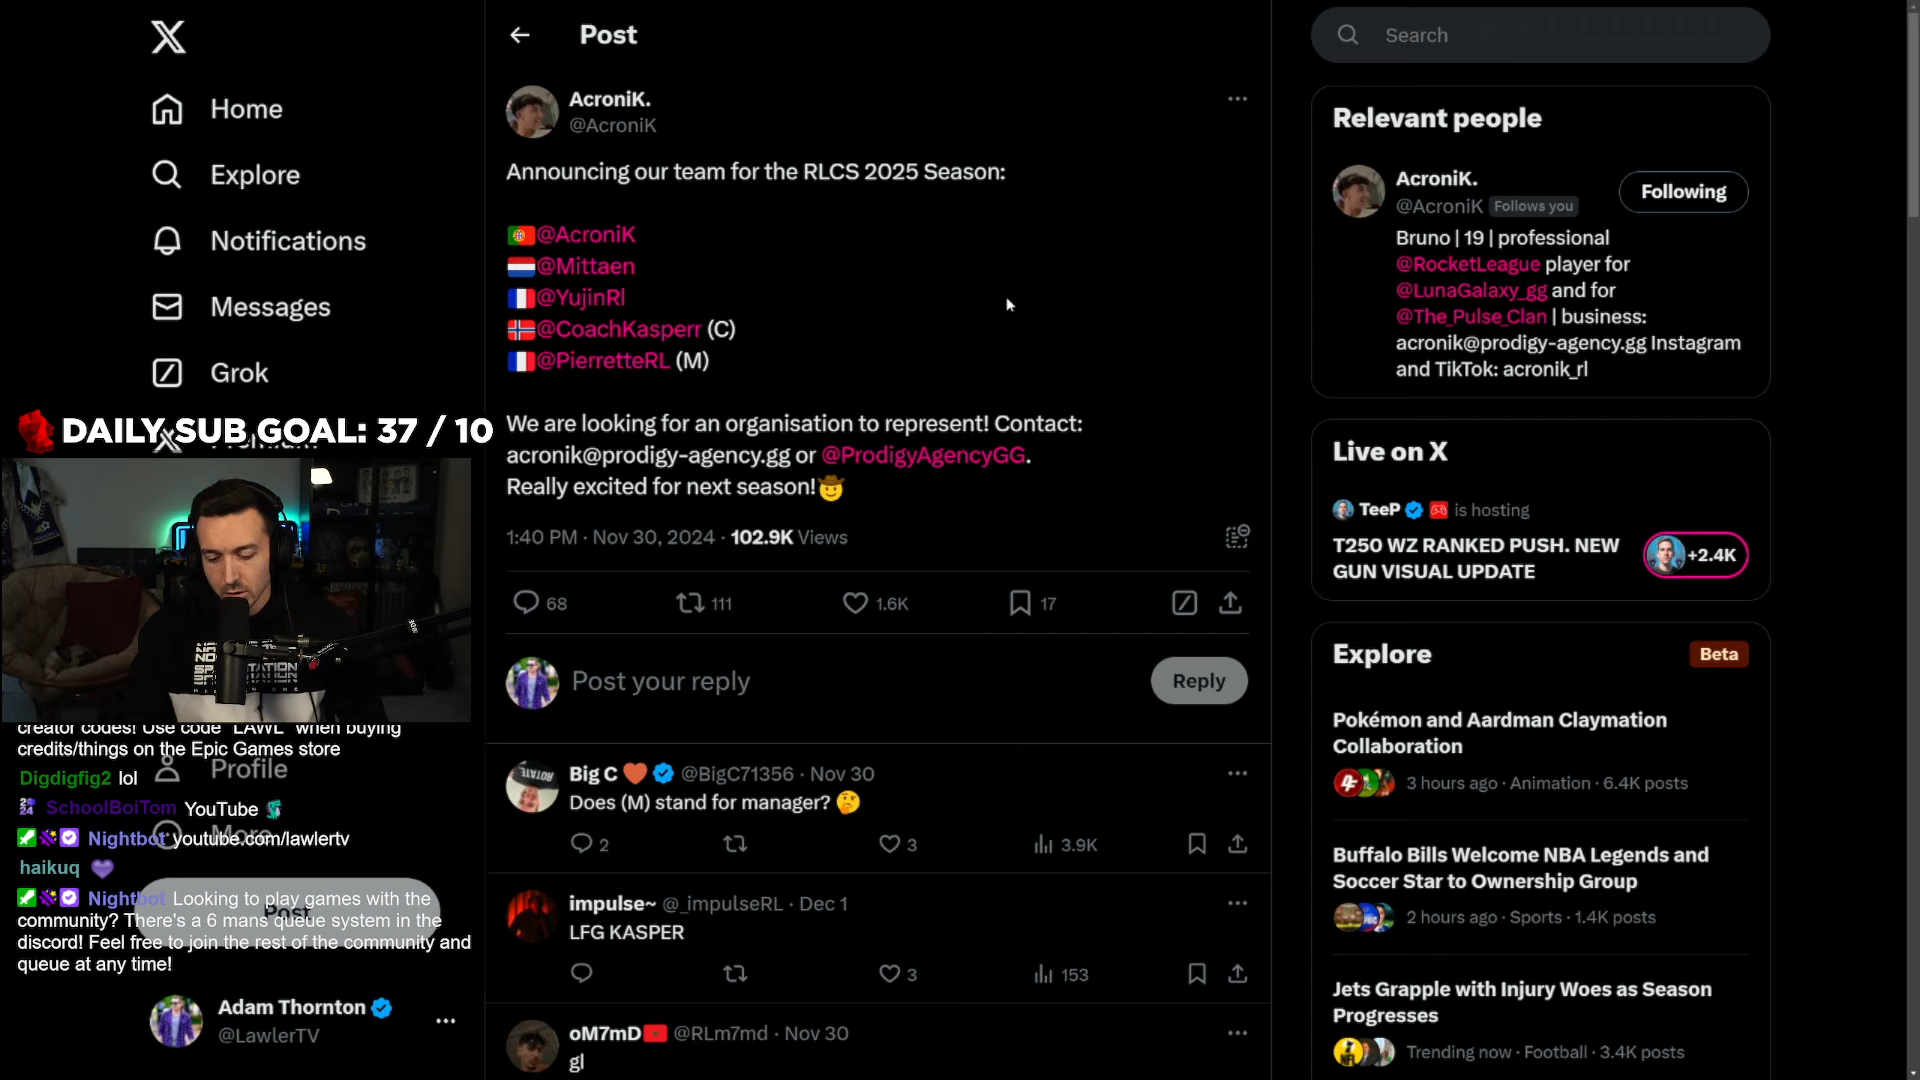 Home
Explore
Notifications
Messages
Grok
DAILY SUB GOAL: 37 / 10
creator codes! Use code "LAWL" when buying
credits/things on the Epic Games store
Digdigfig2 lol
Profile
SchoolBoiTom YouTube
More
Nightbot youtube.com/lawlertv
haikuq
Nightbot Looking to play games with the
community? There's a 6 mans queue system in the
discord! Feel free to join the rest of the community and
queue at any time!
Post
Adam Thornton
@LawlerTV
Post
AcroniK.
@AcroniK
Announcing our team for the RLCS 2025 Season:
@AcroniK
@Mittaen
@YujinRl
@CoachKasperr (C)
@PierretteRL (M)
We are looking for an organisation to represent! Contact:
acronik@prodigy-agency.gg or @ProdigyAgencyGG.
Really excited for next season!🤠
1:40 PM · Nov 30, 2024 · 102.9K Views
68 111 1.6K 17
Post your reply
Reply
Big C @BigC71356 · Nov 30
Does (M) stand for manager? 🤔
2 3 3.9K
impulse~ @_impulseRL · Dec 1
LFG KASPER
3 153
oM7mD @RLm7md · Nov 30
gl
Search
Relevant people
AcroniK.
@AcroniK Follows you
Following
Bruno | 19 | professional
@RocketLeague player for
@LunaGalaxy_gg and for
@The_Pulse_Clan | business:
acronik@prodigy-agency.gg Instagram
and TikTok: acronik_rl
Live on X
TeeP is hosting
T250 WZ RANKED PUSH. NEW
GUN VISUAL UPDATE
+2.4K
Explore
Beta
Pokémon and Aardman Claymation
Collaboration
3 hours ago · Animation · 6.4K posts
Buffalo Bills Welcome NBA Legends and
Soccer Star to Ownership Group
2 hours ago · Sports · 1.4K posts
Jets Grapple with Injury Woes as Season
Progresses
Trending now · Football · 3.4K posts